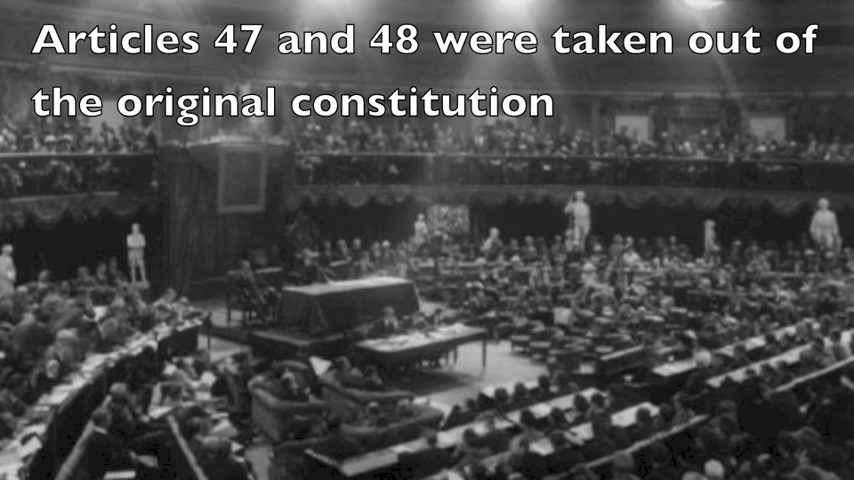 Articles 47 and 48 were taken out of
the original constitution